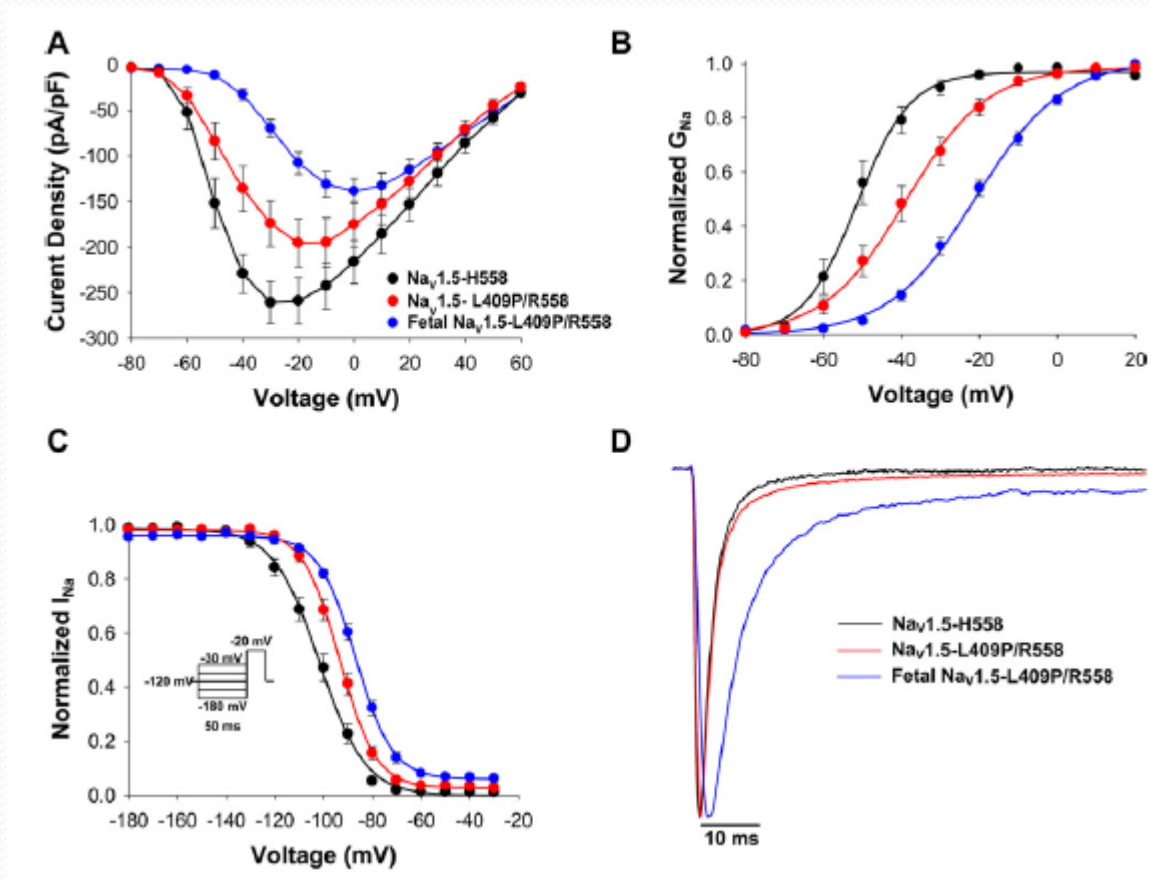 A
Curent Density (pA/pF)
0
-50
-100
-150
-200
-250
-300
-80 -60 -40 -20 0 20 40 60
Voltage (mV)
NaV1.5-H558
NaV1.5- L409P/R558
Fetal NaV1.5-L409P/R558
B
Normalized GNa
1.0
0.8
0.6
0.4
0.2
0.0
-80 -60 -40 -20 0 20
Voltage (mV)
C
Normalized INa
1.0
0.8
0.6
0.4
0.2
0.0
-20 mV
-30 mV
-120 mV
-180 mV
50 ms
-180 -160 -140 -120 -100 -80 -60 -40 -20
Voltage (mV)
D
NaV1.5-H558
NaV1.5-L409P/R558
Fetal NaV1.5-L409P/R558
10 ms